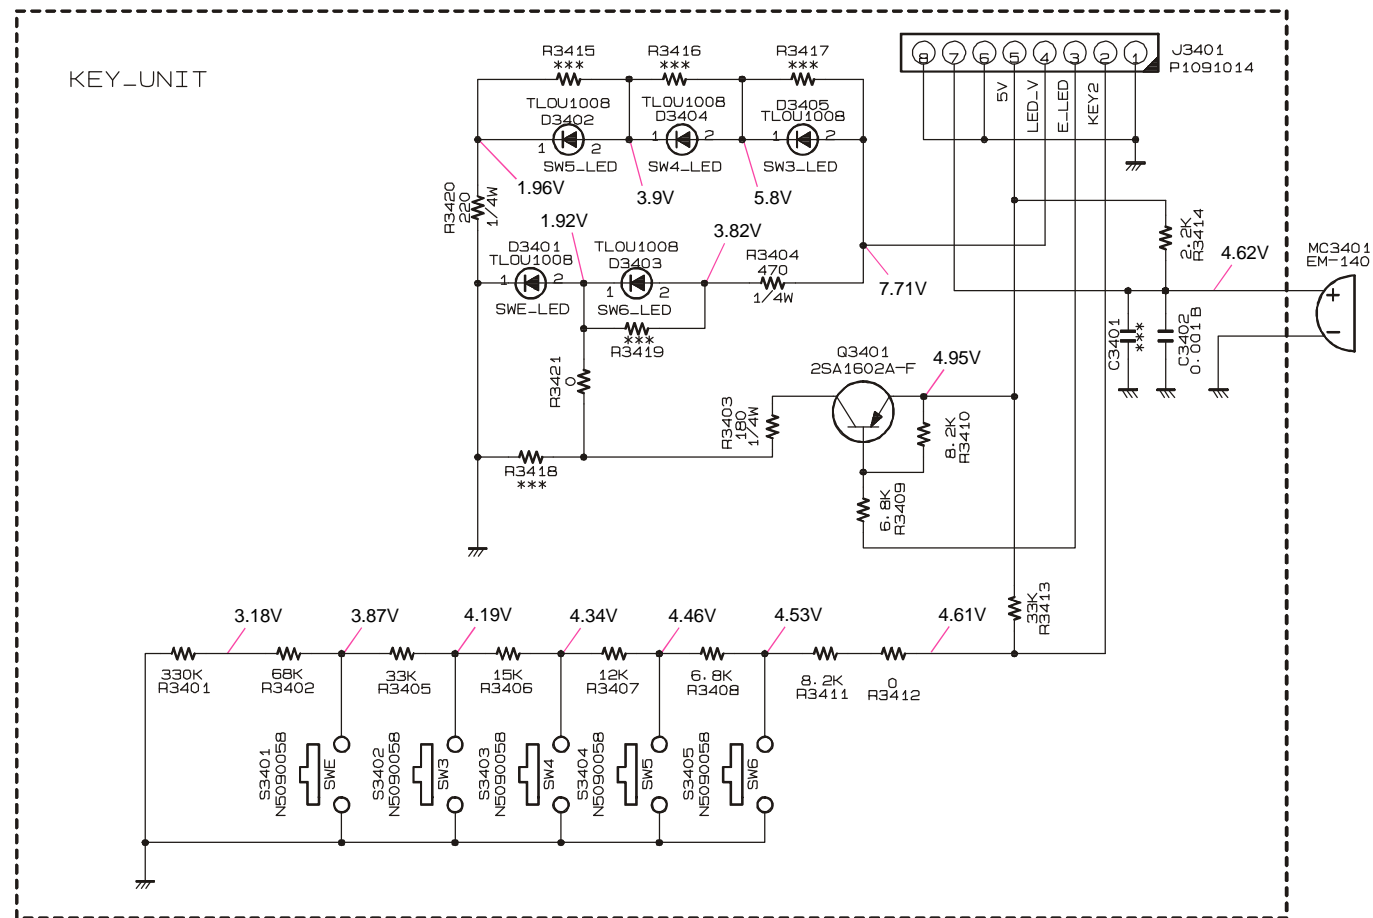 KEY_UNIT
R3415
***
R3416
***
R3417
***
TLOU1008
D3402
1 2
SW5_LED
TLOU1008
D3404
1 2
SW4_LED
D3405
TLOU1008
1 2
SW3_LED
8 7 6 5 4 3 2 1
J3401
P1091014
5V
LED_V
E_LED
KEY2
1.96V
3.9V
5.8V
R3420
220
1/4W
1.92V
3.82V
D3401
TLOU1008
1 2
SWE_LED
TLOU1008
D3403
1 2
SW6_LED
R3404
470
1/4W
7.71V
***
R3419
R3421
0
R3418
***
R3403
180
1/4W
Q3401
2SA1602A-F
4.95V
8.2K
R3410
6.8K
R3409
2.2K
R3414
4.62V
MC3401
EM-140
+
−
C3401
***
C3402
0.001 B
33K
R3413
3.18V
3.87V
4.19V
4.34V
4.46V
4.53V
4.61V
330K
R3401
68K
R3402
33K
R3405
15K
R3406
12K
R3407
6.8K
R3408
8.2K
R3411
0
R3412
S3401
N5090058
SWE
S3402
N5090058
SW3
S3403
N5090058
SW4
S3404
N5090058
SW5
S3405
N5090058
SW6